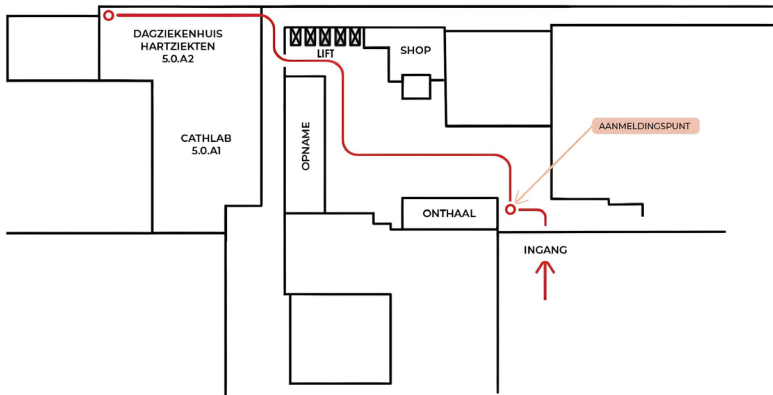 DAGZIEKENHUIS
HARTZIEKTEN
5.0.A2
LIFT
SHOP
CATHLAB
5.0.A1
OPNAME
AANMELDINGSPUNT
ONTHAAL
INGANG